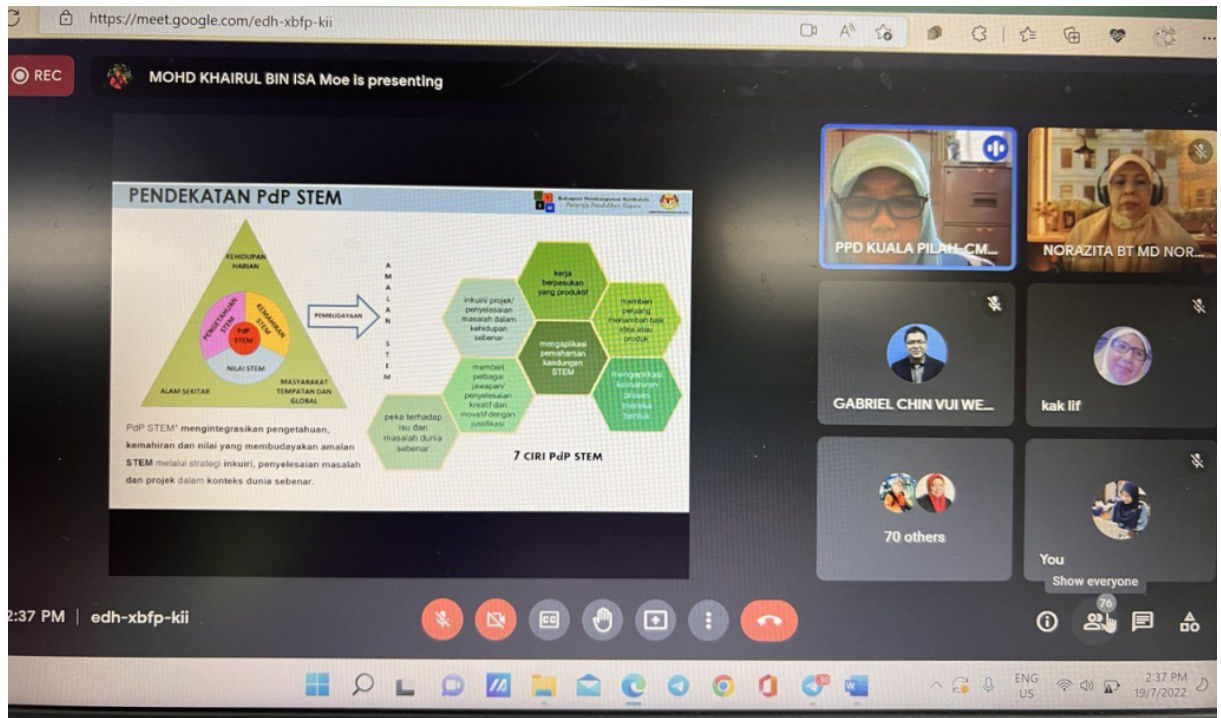 https://meet.google.com/edh-xbfp-kii
REC
MOHD KHAIRUL BIN ISA Moe is presenting
PENDEKATAN PdP STEM
Bahagian Pembangunan Kurikulum
Peneraju Pendidikan Negara
KEHIDUPAN
HARIAN
PENGETAHUAN
STEM
KEMAHIRAN
STEM
PdP
STEM
NILAI STEM
ALAM SEKITAR
MASYARAKAT
TEMPATAN DAN
GLOBAL
PEMBUDAYAAN
AMALAN STEM
kerja
berpasukan
yang produktif
inkuiri/ projek/
penyelesaian
masalah dalam
kehidupan
sebenar
memberi
peluang
menambah baik
idea atau
produk
mengaplikasi
pemahaman
kandungan
STEM
memberi
pelbagai
jawapan/
penyelesaian
kreatif dan
inovatif dengan
justifikasi
mengaplikasi
kemahiran
proses
mereka
bentuk
peka terhadap
isu dan
masalah dunia
sebenar
7 CIRI PdP STEM
PdP STEM" mengintegrasikan pengetahuan,
kemahiran dan nilai yang membudayakan amalan
STEM melalui strategi inkuiri, penyelesaian masalah
dan projek dalam konteks dunia sebenar.
PPD KUALA PILAH-CM...
NORAZITA BT MD NOR...
GABRIEL CHIN VUI WE...
kak lif
70 others
You
Show everyone
76
2:37 PM | edh-xbfp-kii
CC
ENG
US
2:37 PM
19/7/2022